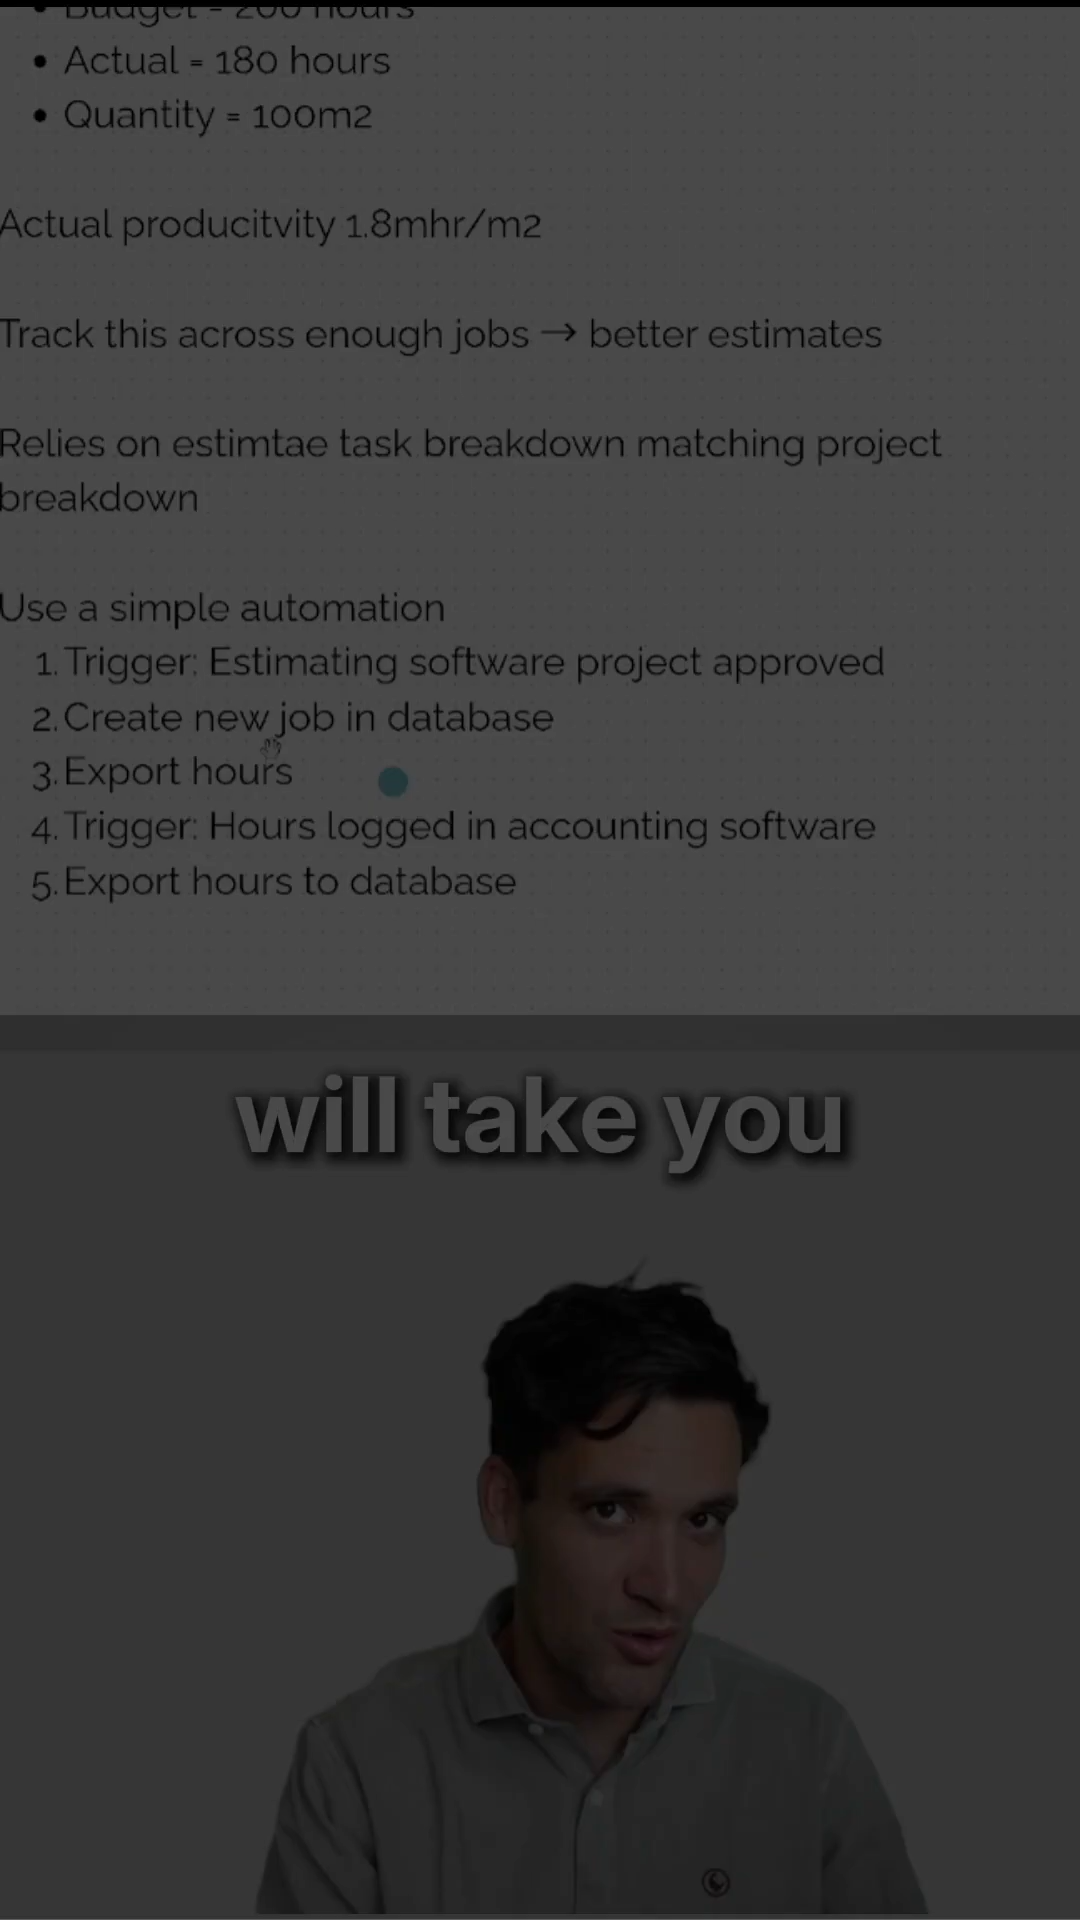 • Budget = 200 hours
• Actual = 180 hours
• Quantity = 100m2
Actual producitvity 1.8mhr/m2
Track this across enough jobs → better estimates
Relies on estimtae task breakdown matching project
breakdown
Use a simple automation
1. Trigger: Estimating software project approved
2. Create new job in database
3. Export hours
4. Trigger: Hours logged in accounting software
5. Export hours to database
will take you